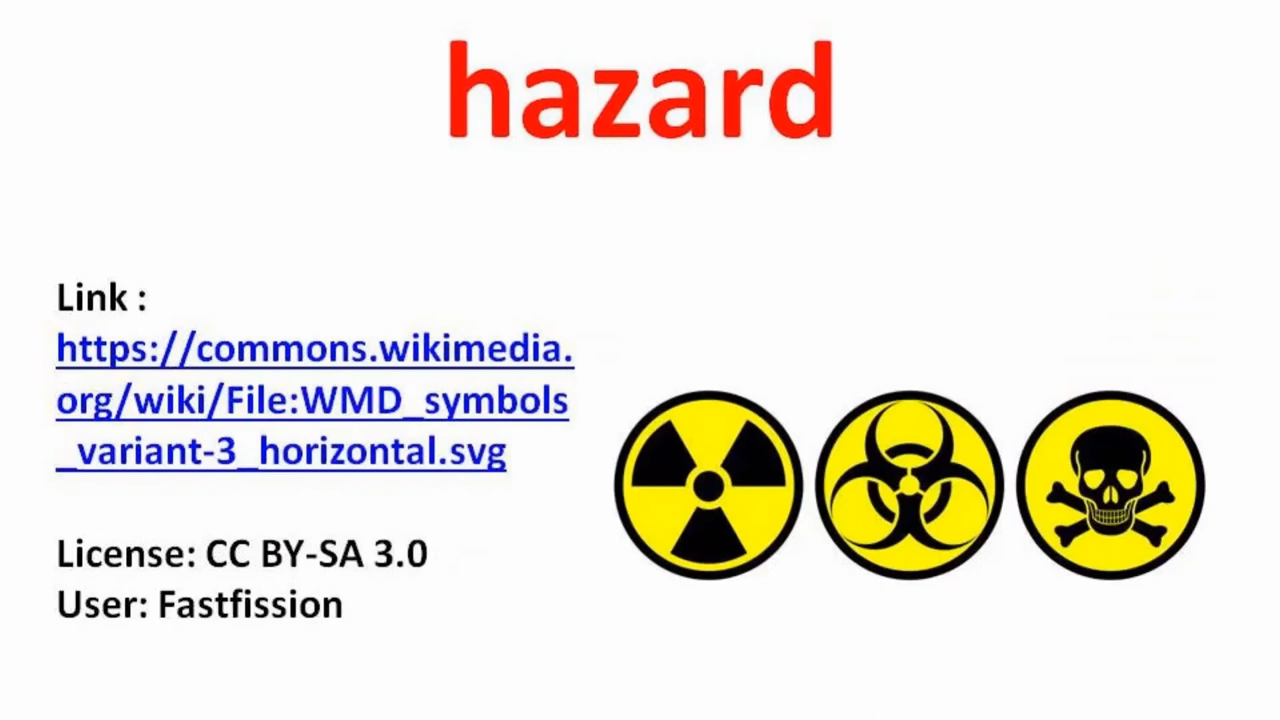 hazard
Link :
https://commons.wikimedia.
org/wiki/File:WMD_symbols
_variant-3_horizontal.svg
License: CC BY-SA 3.0
User: Fastfission